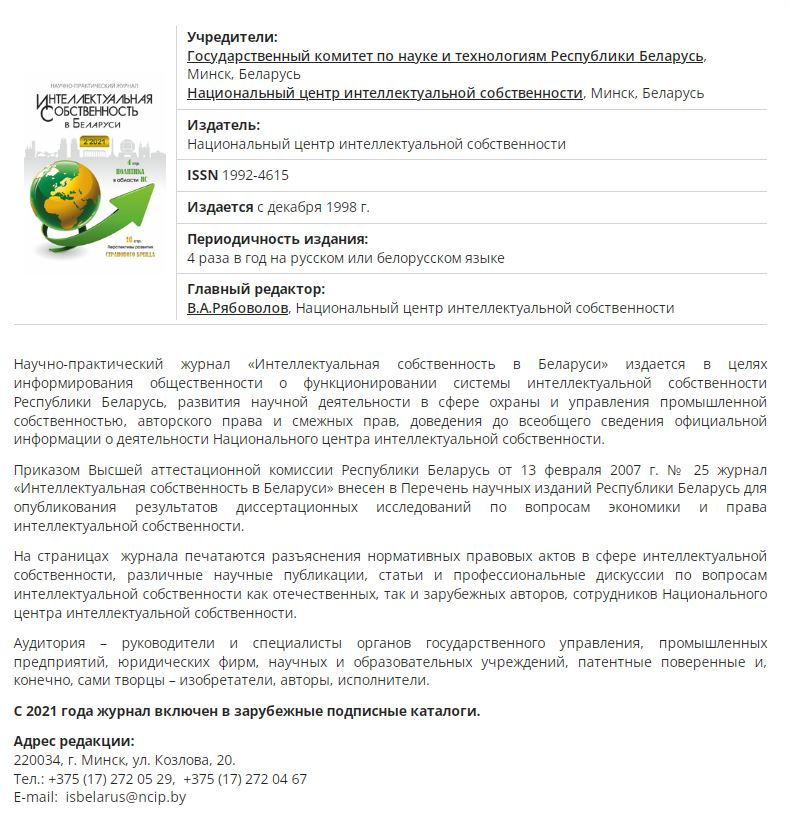 НАУЧНО-ПРАКТИЧЕСКИЙ ЖУРНАЛ
ИНТЕЛЛЕКТУАЛЬНАЯ
СОБСТВЕННОСТЬ
В БЕЛАРУСИ
2'2021
4 стр.
ПОЛИТИКА
в области ИС
16 стр.
Перспективы развития
СТРАНОВОГО БРЕНДА
Учредители:
Государственный комитет по науке и технологиям Республики Беларусь,
Минск, Беларусь
Национальный центр интеллектуальной собственности, Минск, Беларусь
Издатель:
Национальный центр интеллектуальной собственности
ISSN 1992-4615
Издается с декабря 1998 г.
Периодичность издания:
4 раза в год на русском или белорусском языке
Главный редактор:
В.А.Рябоволов, Национальный центр интеллектуальной собственности
Научно-практический журнал «Интеллектуальная собственность в Беларуси» издается в целях
информирования общественности о функционировании системы интеллектуальной собственности
Республики Беларусь, развития научной деятельности в сфере охраны и управления промышленной
собственностью, авторского права и смежных прав, доведения до всеобщего сведения официальной
информации о деятельности Национального центра интеллектуальной собственности.
Приказом Высшей аттестационной комиссии Республики Беларусь от 13 февраля 2007 г. № 25 журнал
«Интеллектуальная собственность в Беларуси» внесен в Перечень научных изданий Республики Беларусь для
опубликования результатов диссертационных исследований по вопросам экономики и права
интеллектуальной собственности.
На страницах журнала печатаются разъяснения нормативных правовых актов в сфере интеллектуальной
собственности, различные научные публикации, статьи и профессиональные дискуссии по вопросам
интеллектуальной собственности как отечественных, так и зарубежных авторов, сотрудников Национального
центра интеллектуальной собственности.
Аудитория – руководители и специалисты органов государственного управления, промышленных
предприятий, юридических фирм, научных и образовательных учреждений, патентные поверенные и,
конечно, сами творцы – изобретатели, авторы, исполнители.
С 2021 года журнал включен в зарубежные подписные каталоги.
Адрес редакции:
220034, г. Минск, ул. Козлова, 20.
Тел.: +375 (17) 272 05 29, +375 (17) 272 04 67
E-mail: isbelarus@ncip.by